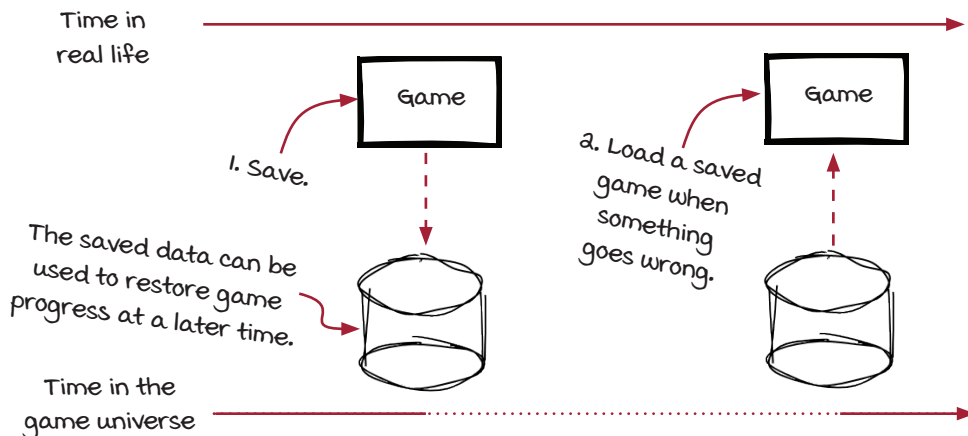 Time in
real life
Game
Game
1. Save.
2. Load a saved
game when
something
goes wrong.
The saved data can be
used to restore game
progress at a later time.
Time in the
game universe